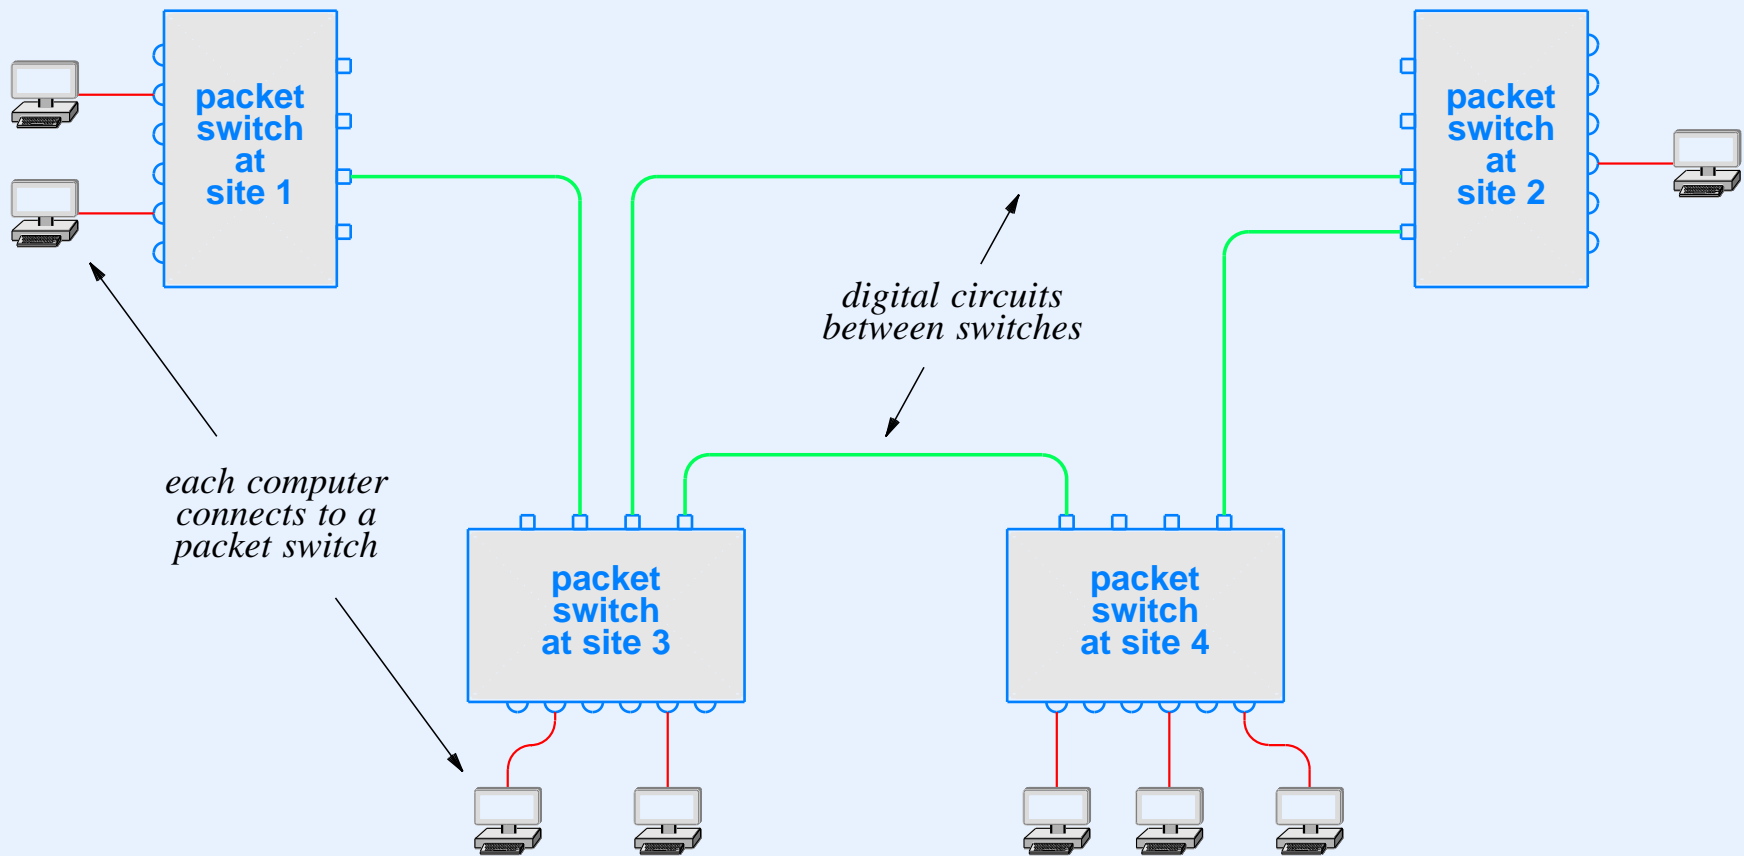 packet
switch
at
site 1
packet
switch
at
site 2
digital circuits
between switches
each computer
connects to a
packet switch
packet
switch
at site 3
packet
switch
at site 4